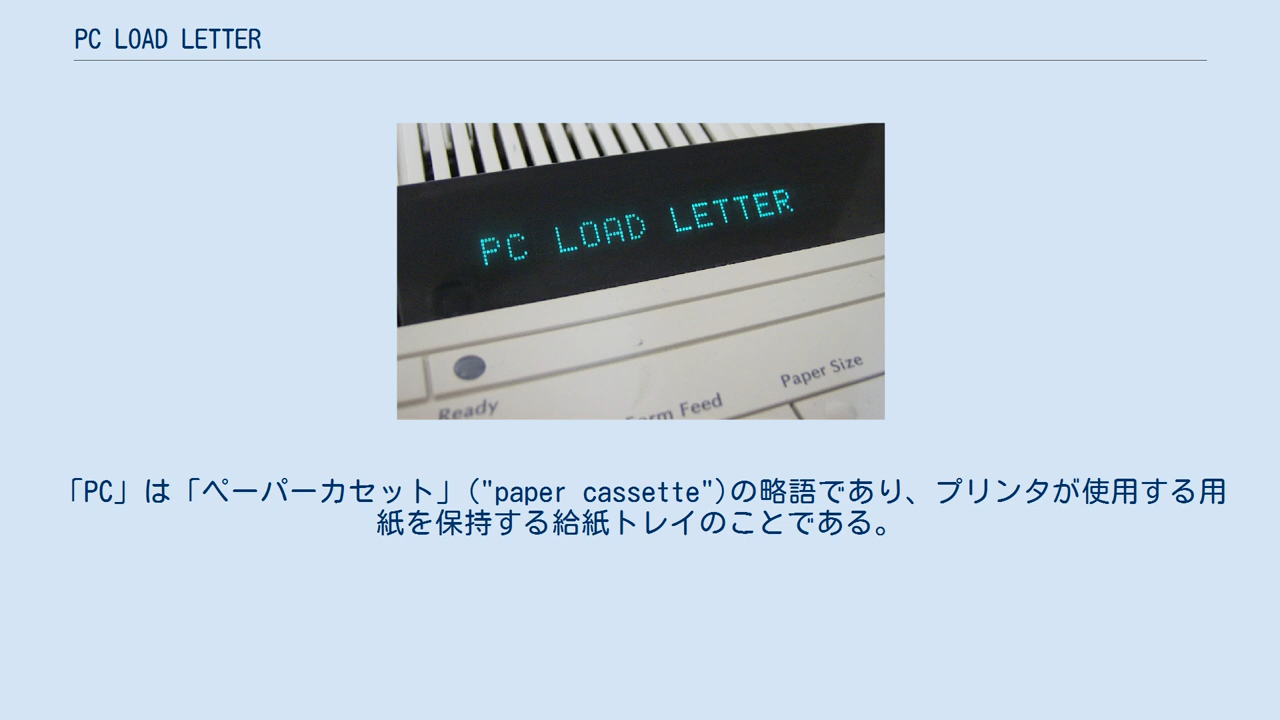 PC LOAD LETTER
PC LOAD LETTER
Ready
Form Feed
Paper Size
「PC」は「ペーパーカセット」("paper cassette")の略語であり、プリンタが使用する用
紙を保持する給紙トレイのことである。